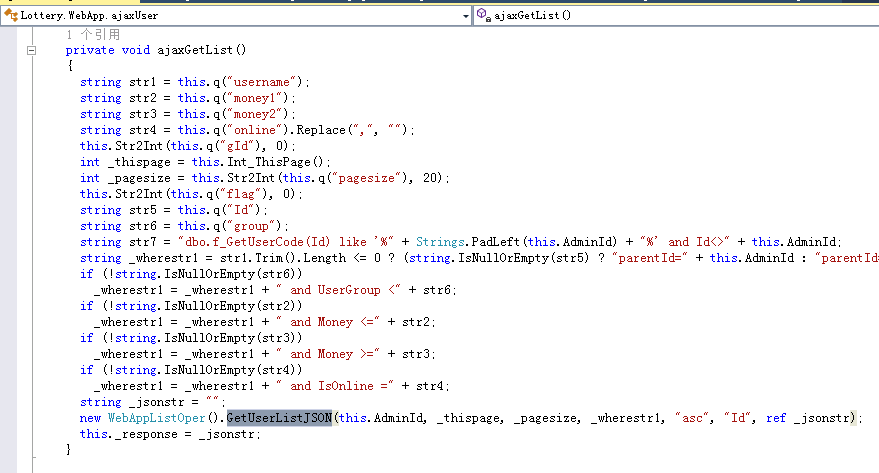 Lottery.WebApp.ajaxUser ajaxGetList()
1 个引用
private void ajaxGetList()
{
string str1 = this.q("username");
string str2 = this.q("money1");
string str3 = this.q("money2");
string str4 = this.q("online").Replace(",", "");
this.Str2Int(this.q("gId"), 0);
int _thispage = this.Int_ThisPage();
int _pagesize = this.Str2Int(this.q("pagesize"), 20);
this.Str2Int(this.q("flag"), 0);
string str5 = this.q("Id");
string str6 = this.q("group");
string str7 = "dbo.f_GetUserCode(Id) like '%" + Strings.PadLeft(this.AdminId) + "%' and Id<>" + this.AdminId;
string _wherestr1 = str1.Trim().Length <= 0 ? (string.IsNullOrEmpty(str5) ? "parentId=" + this.AdminId : "parentId=
if (!string.IsNullOrEmpty(str6))
_wherestr1 = _wherestr1 + " and UserGroup <" + str6;
if (!string.IsNullOrEmpty(str2))
_wherestr1 = _wherestr1 + " and Money <=" + str2;
if (!string.IsNullOrEmpty(str3))
_wherestr1 = _wherestr1 + " and Money >=" + str3;
if (!string.IsNullOrEmpty(str4))
_wherestr1 = _wherestr1 + " and IsOnline =" + str4;
string _jsonstr = "";
new WebAppListOper().GetUserListJSON(this.AdminId, _thispage, _pagesize, _wherestr1, "asc", "Id", ref _jsonstr);
this._response = _jsonstr;
}